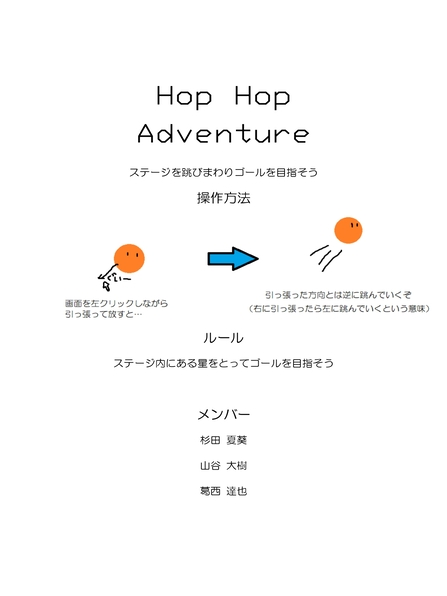 Hop Hop
Adventure
ステージを跳びまわりゴールを目指そう
操作方法
ぐいー
画面を左クリックしながら
引っ張って放すと…
引っ張った方向とは逆に跳んでいくぞ
（右に引っ張ったら左に跳んでいくという意味）
ルール
ステージ内にある星をとってゴールを目指そう
メンバー
杉田 夏葵
山谷 大樹
葛西 達也